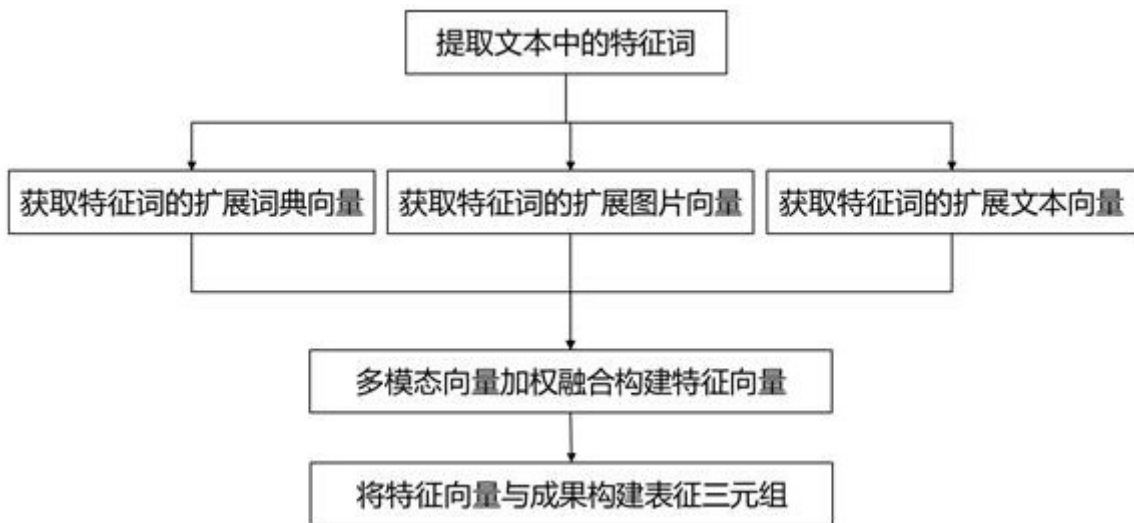 提取文本中的特征词
获取特征词的扩展词典向量
获取特征词的扩展图片向量
获取特征词的扩展文本向量
多模态向量加权融合构建特征向量
将特征向量与成果构建表征三元组